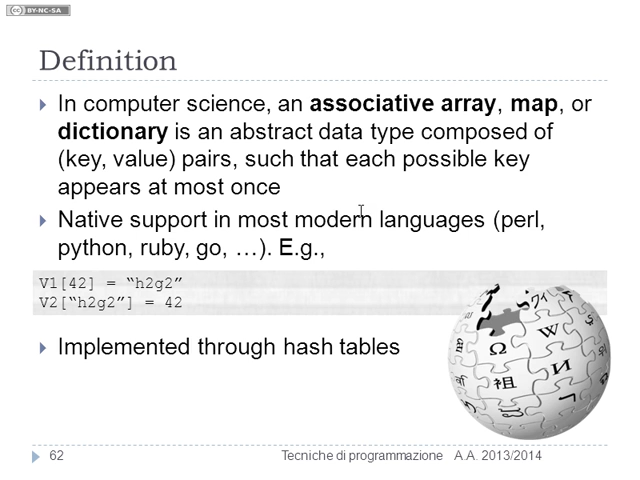 BY-NC-SA
Definition
In computer science, an associative array, map, or
dictionary is an abstract data type composed of
(key, value) pairs, such that each possible key
appears at most once
Native support in most modern languages (perl,
python, ruby, go, …). E.g.,
V1[42] = “h2g2”
V2[“h2g2”] = 42
Implemented through hash tables
Ω W
祖 И
62 Tecniche di programmazione A.A. 2013/2014